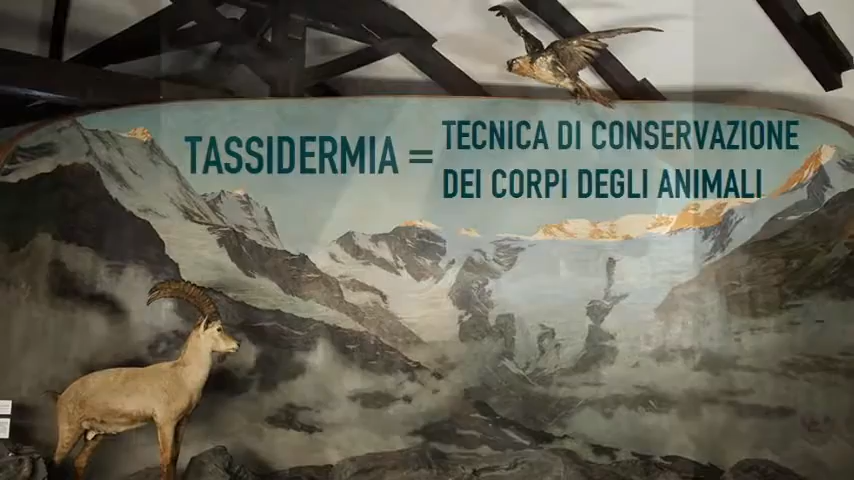 TASSIDERMIA = TECNICA DI CONSERVAZIONE
DEI CORPI DEGLI ANIMALI